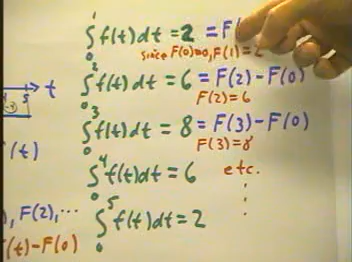 ∫₀¹ f(t)dt = 2 = F(
since F(0)=0, F(1) = 2
∫₀² f(t)dt = 6 = F(2) - F(0)
F(2) = 6
t
∫₀³ f(t)dt = 8 = F(3) - F(0)
F(3) = 8
(t)
∫₀⁴ f(t)dt = 6 etc.
), F(2), ...
∫₀⁵ f(t)dt = 2
(t) - F(0)